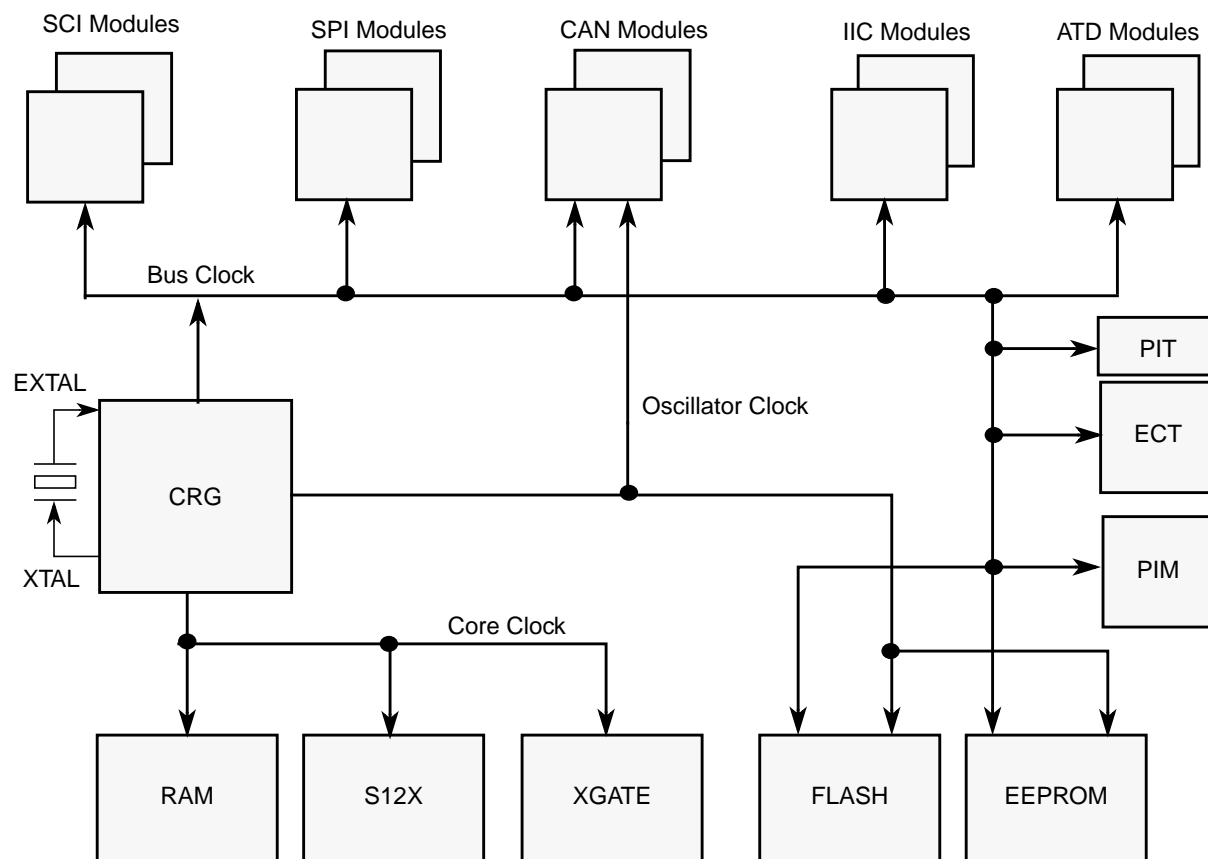 SCI Modules
SPI Modules
CAN Modules
IIC Modules
ATD Modules
Bus Clock
PIT
EXTAL
Oscillator Clock
ECT
CRG
PIM
XTAL
Core Clock
RAM
S12X
XGATE
FLASH
EEPROM